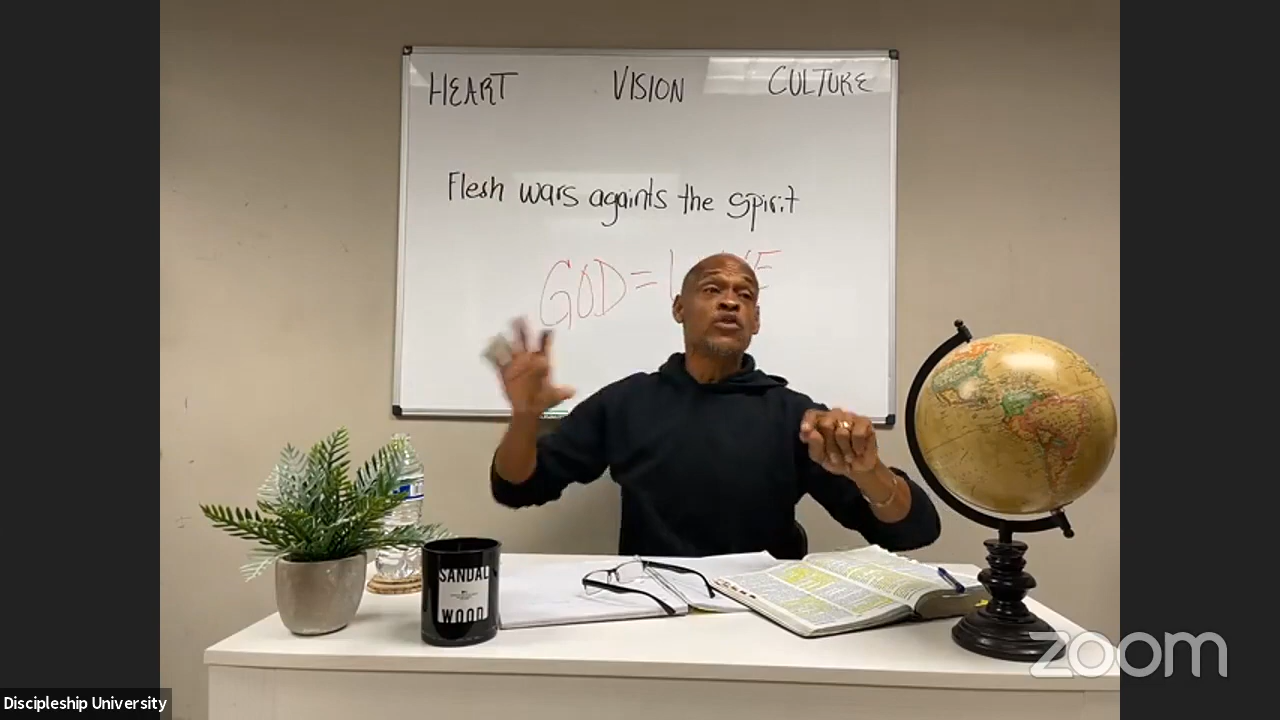 HEART VISION CULTURE
Flesh wars againts the spirit
GOD =
SANDAL
WOOD
zoom
Discipleship University